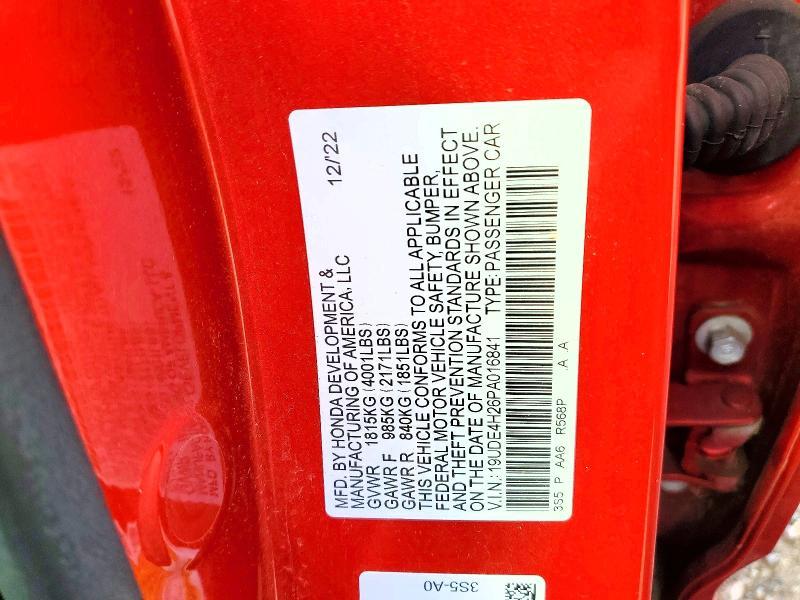 MFD. BY HONDA DEVELOPMENT &
MANUFACTURING OF AMERICA, LLC 12/'22
GVWR 1815KG (4001LBS)
GAWR F 985KG (2171LBS)
GAWR R 840KG (1851LBS)
THIS VEHICLE CONFORMS TO ALL APPLICABLE
FEDERAL MOTOR VEHICLE SAFETY, BUMPER,
AND THEFT PREVENTION STANDARDS IN EFFECT
ON THE DATE OF MANUFACTURE SHOWN ABOVE.
V.I.N.: 19UDE4H26PA016841 TYPE: PASSENGER CAR
3S5 P AA6 R568P .A .A
3S5-A0